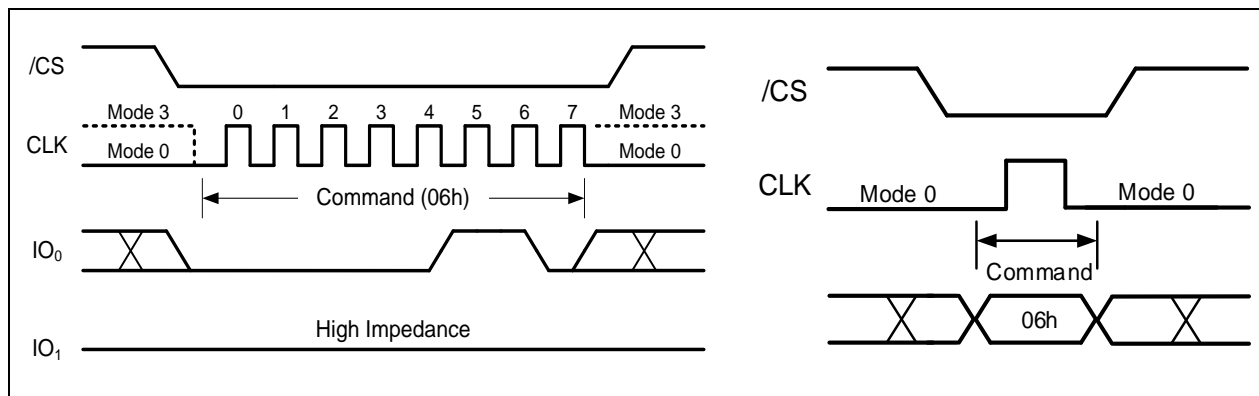 /CS
Mode 3 0 1 2 3 4 5 6 7 Mode 3
CLK
Mode 0 Mode 0
Command (06h)
IO0
High Impedance
IO1
/CS
CLK
Mode 0 Mode 0
Command
06h